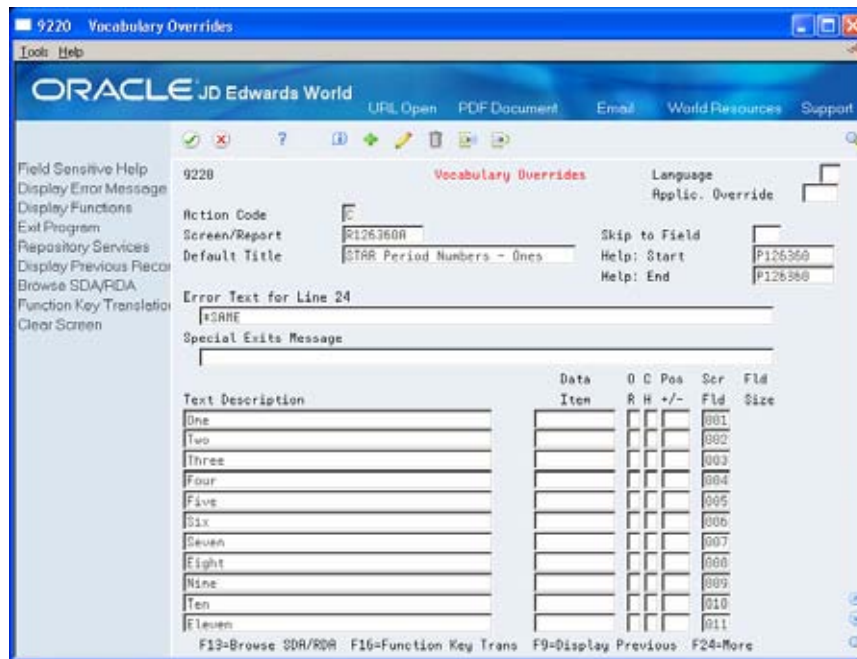 9220 Vocabulary Overrides
Tools Help
ORACLE JD Edwards World
URL Open PDF Document Email World Resources Support
Field Sensitive Help
Display Error Message
Display Functions
Exit Program
Repository Services
Display Previous Recor
Browse SDA/RDA
Function Key Translation
Clear Screen
9220 Vocabulary Overrides Language
Applic. Override
Action Code C
Screen/Report R126360A Skip to Field
Default Title STAR Period Numbers - Ones Help: Start P126360
Help: End P126360
Error Text for Line 24
*SAME
Special Exits Message
Data O C Pos Scr Fld
Text Description Item R H +/- Fld Size
One 001
Two 002
Three 003
Four 004
Five 005
Six 006
Seven 007
Eight 008
Nine 009
Ten 010
Eleven 011
F13=Browse SDA/RDA F16=Function Key Trans F9=Display Previous F24=More